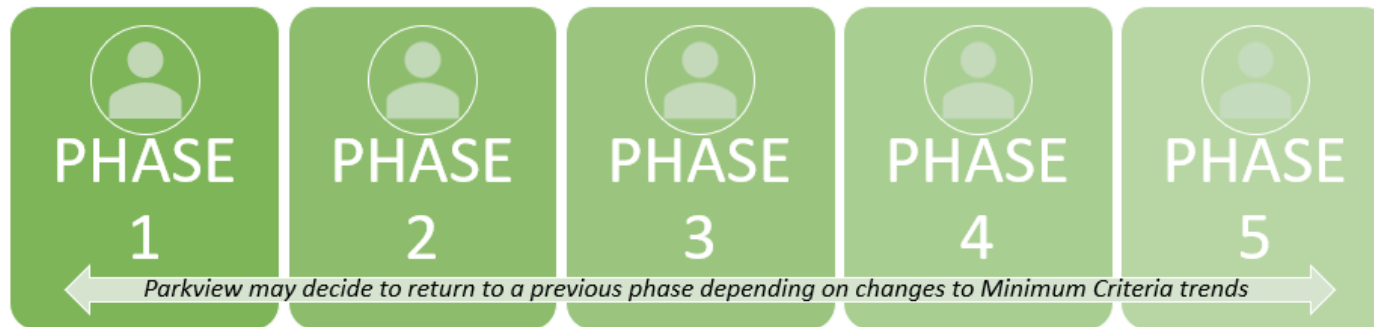 PHASE
1
PHASE
2
PHASE
3
PHASE
4
PHASE
5
Parkview may decide to return to a previous phase depending on changes to Minimum Criteria trends